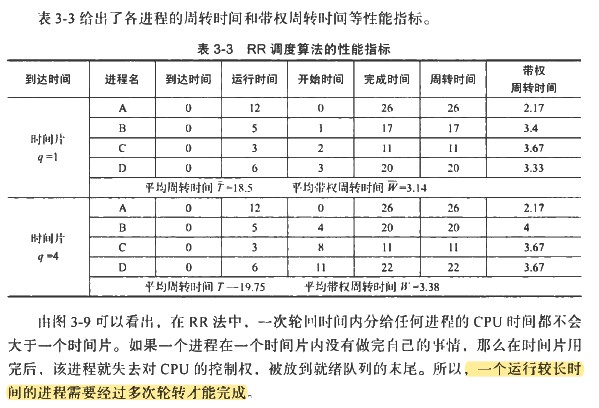 表 3-3 给出了各进程的周转时间和带权周转时间等性能指标。
表 3-3 RR 调度算法的性能指标
到达时间 进程名 到达时间 运行时间 开始时间 完成时间 周转时间 带权周转时间
时间片 q=1
A 0 12 0 26 26 2.17
B 0 5 1 17 17 3.4
C 0 3 2 11 11 3.67
D 0 6 3 20 20 3.33
平均周转时间 T̄=18.5 平均带权周转时间 W̄=3.14
时间片 q=4
A 0 12 0 26 26 2.17
B 0 5 4 20 20 4
C 0 3 8 11 11 3.67
D 0 6 11 22 22 3.67
平均周转时间 T—19.75 平均带权周转时间 W=3.38
由图 3-9 可以看出，在 RR 法中，一次轮回时间内分给任何进程的 CPU 时间都不会
大于一个时间片。如果一个进程在一个时间片内没有做完自己的事情，那么在时间片用
完后，该进程就失去对 CPU 的控制权，被放到就绪队列的末尾。所以，一个运行较长时
间的进程需要经过多次轮转才能完成。